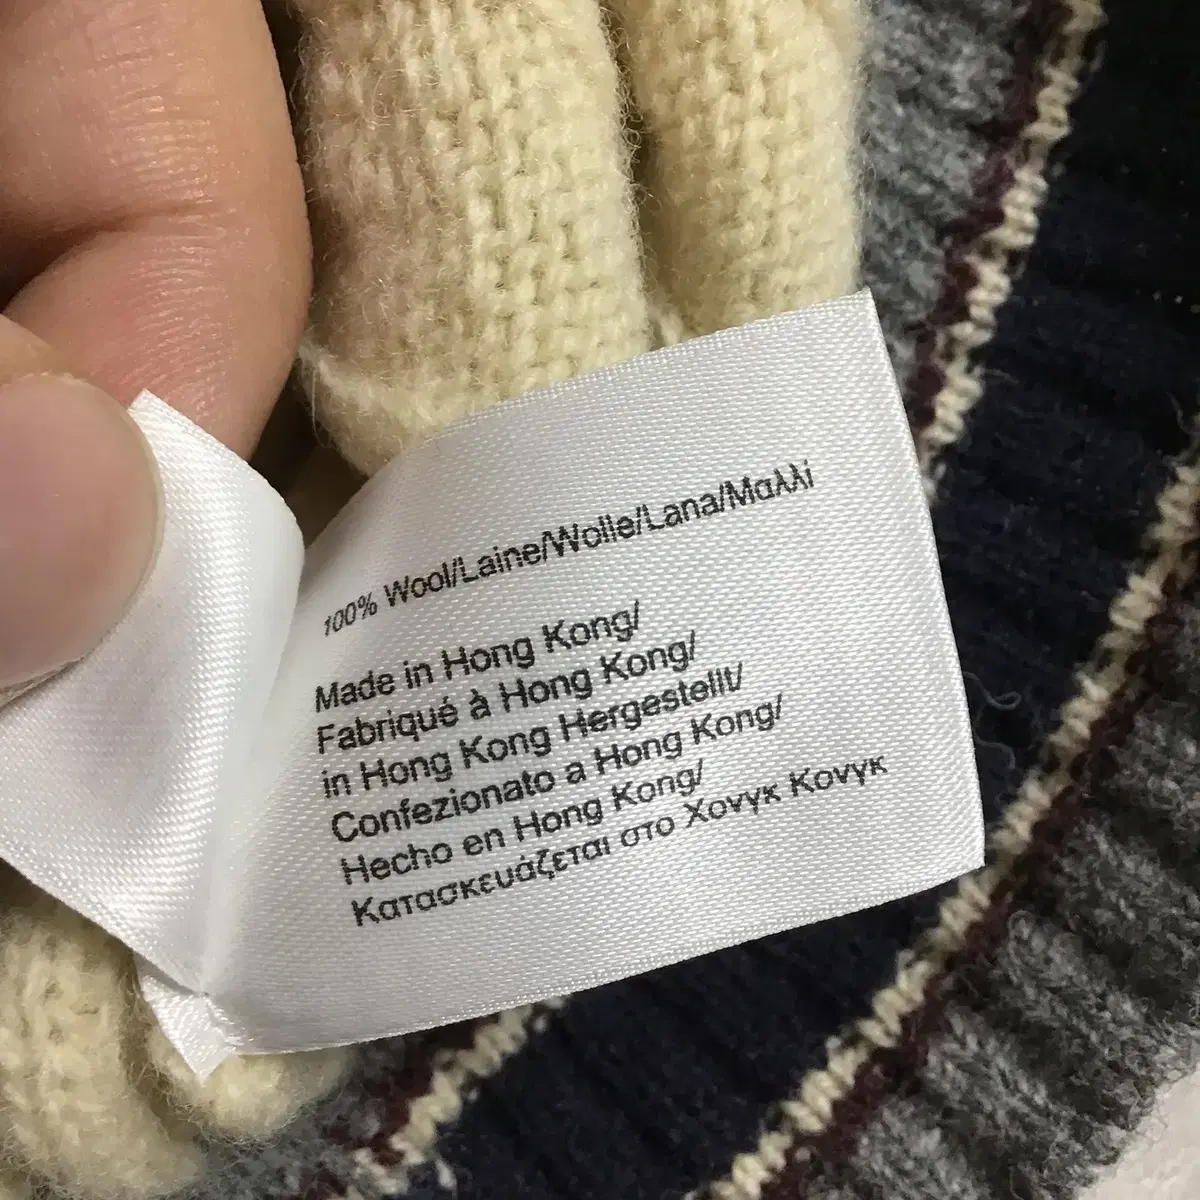 100% Wool/Laine/Wolle/Lana/Μαλλί
Made in Hong Kong/
Fabriqué à Hong Kong/
in Hong Kong Hergestellt/
Confezionato a Hong Kong/
Hecho en Hong Kong/
Κατασκευάζεται στο Χονγκ Κονγκ